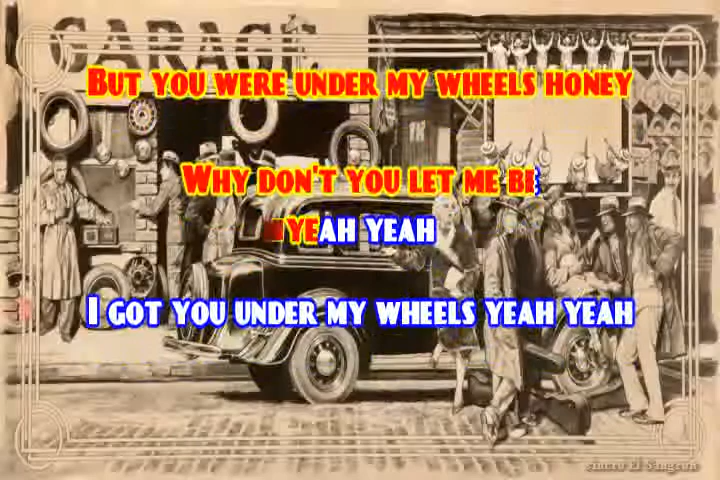 GARAGE
But you were under my wheels honey
Why don't you let me be
yeah yeah
I got you under my wheels yeah yeah